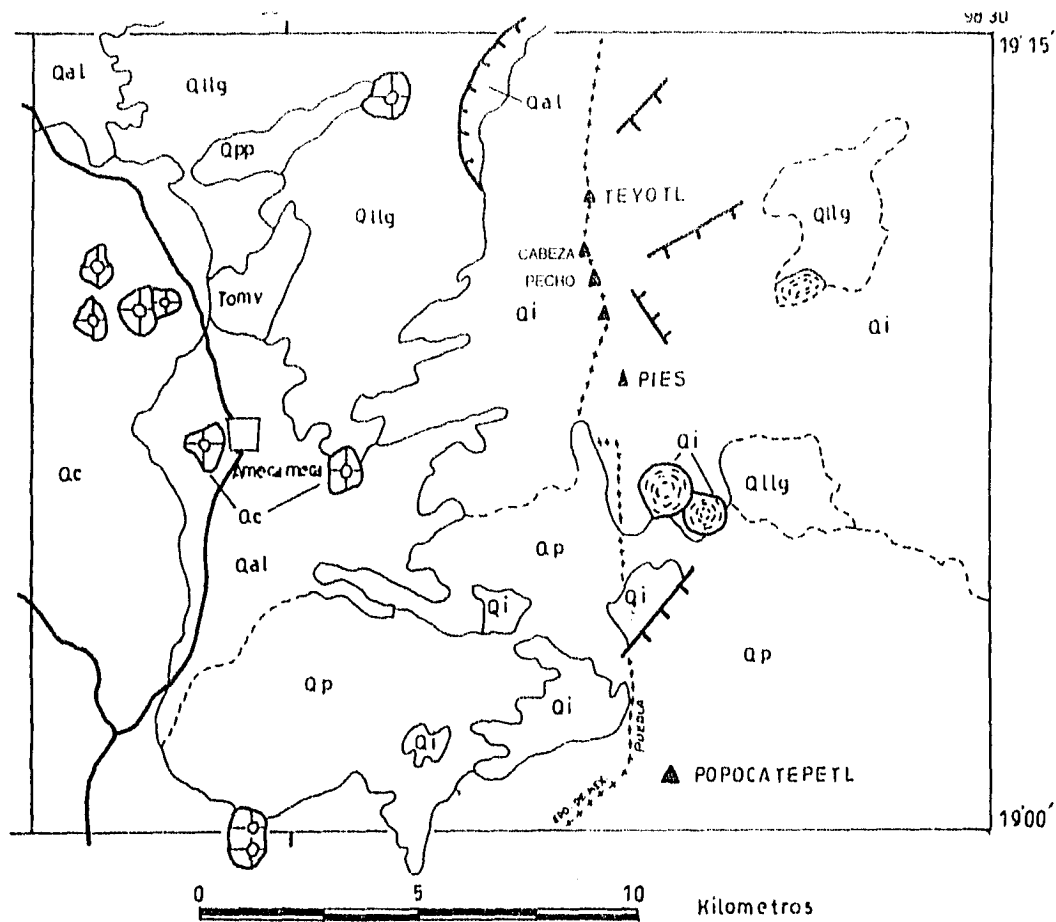 98 30
19°15'
Qal
Qllg
Qal
Qpp
TEYOTL
Qllg
Qllg
CABEZA
PECHO
Tomv
Qi
Qi
PIES
Qi
Qc
Amecameca
Qllg
Qc
Qal
Qp
Qi
Qi
Qp
Qp
Qi
Qi
PUEBLA
POPOCATEPETL
EDO. DE MEX.
19°00'
0
5
10
Kilometros